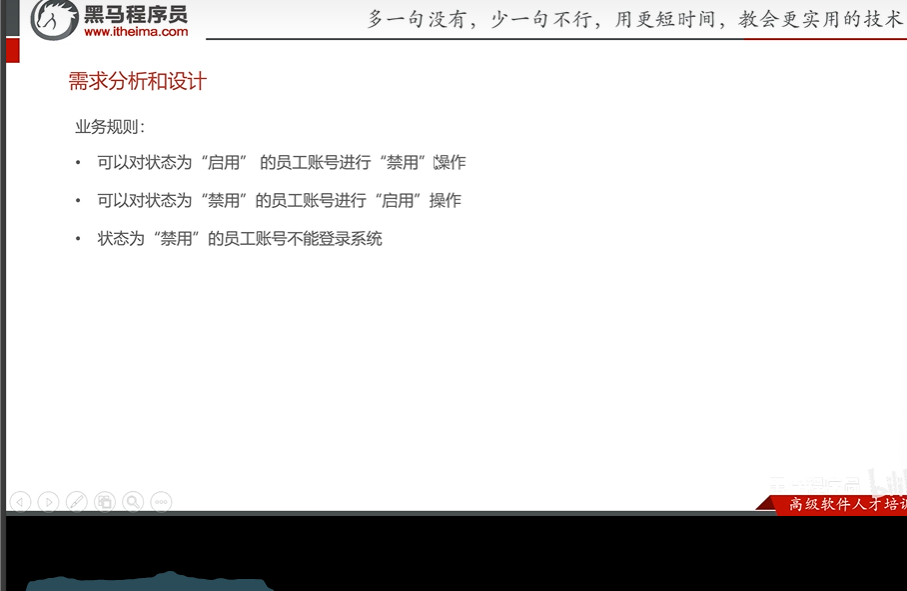 黑马程序员
www.itheima.com
多一句没有，少一句不行，用更短时间，教会更实用的技术
需求分析和设计
业务规则：
• 可以对状态为“启用” 的员工账号进行“禁用”操作
• 可以对状态为“禁用”的员工账号进行“启用”操作
• 状态为“禁用”的员工账号不能登录系统
高级软件人才培训